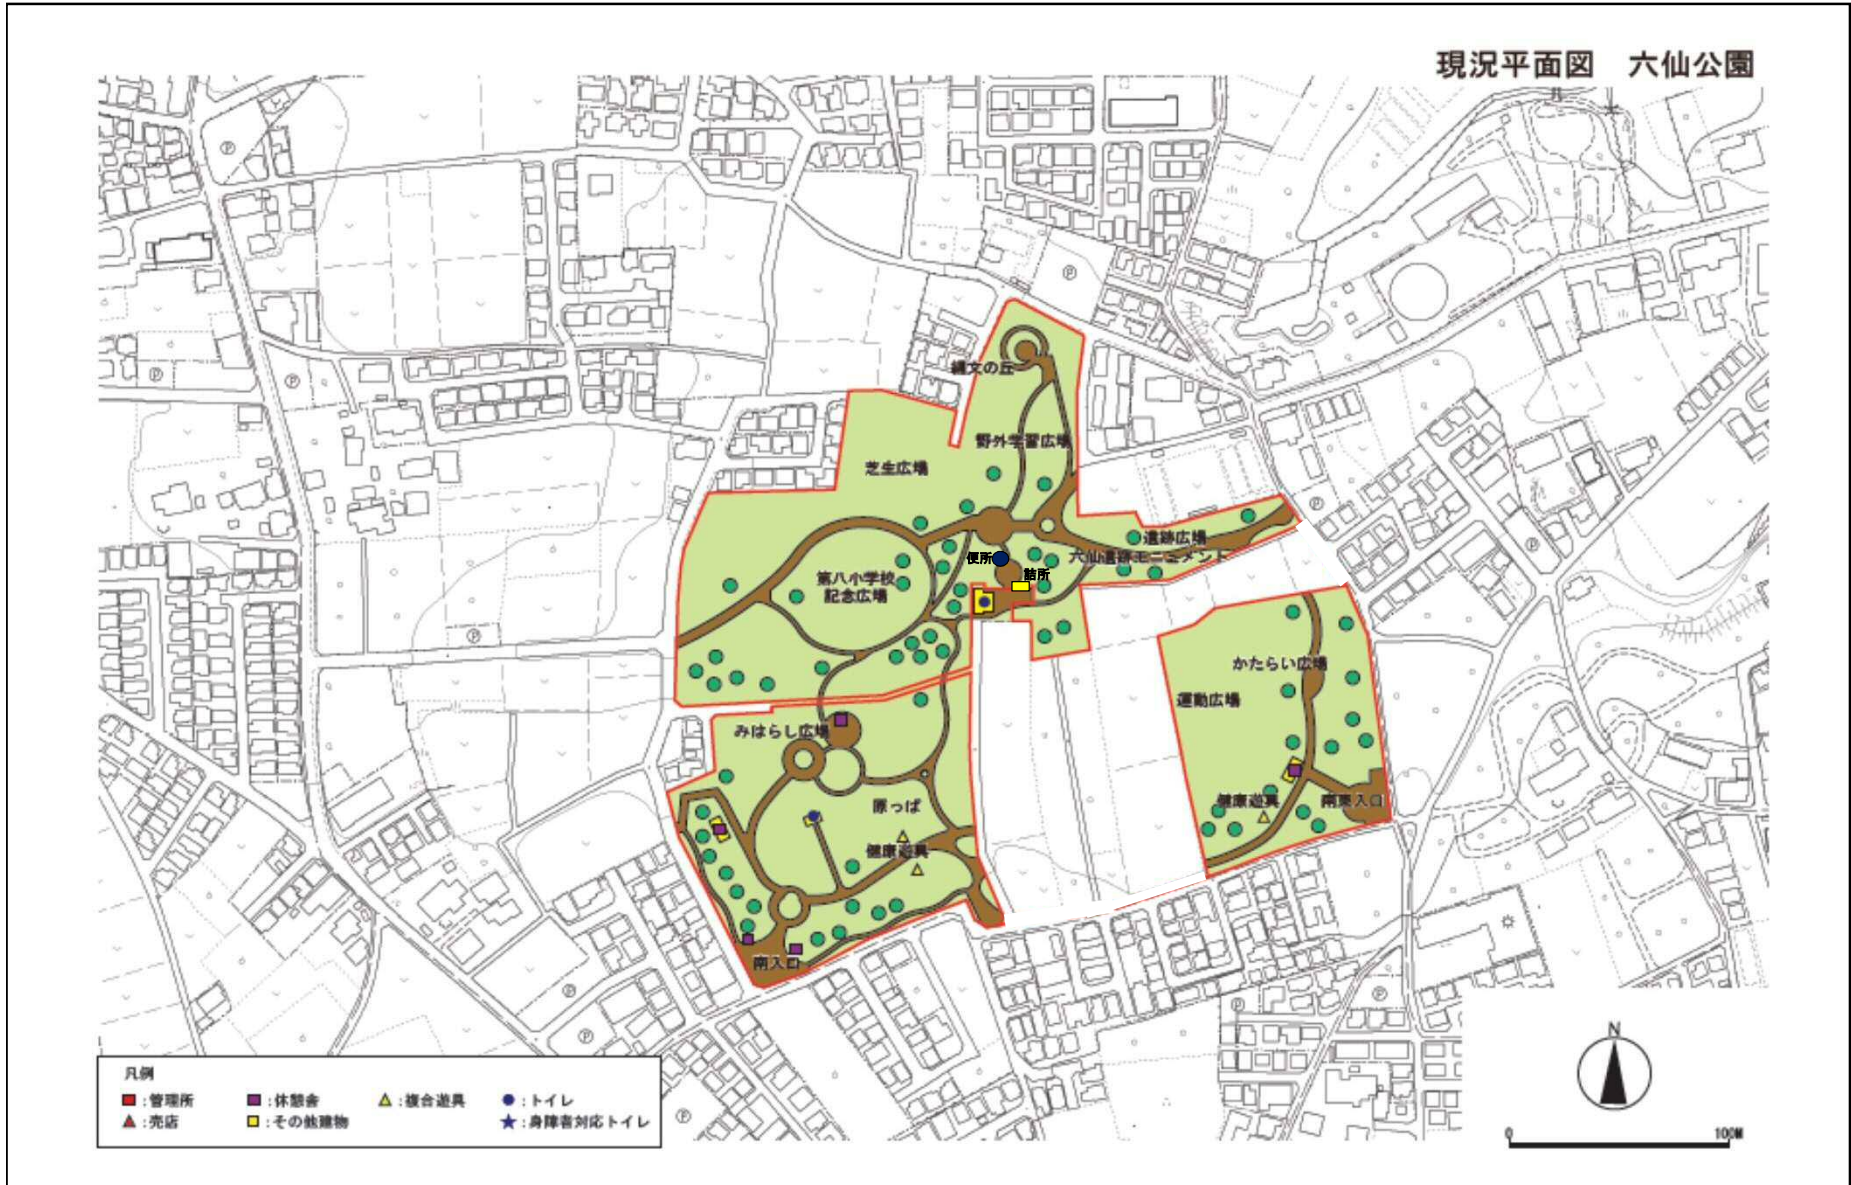 現況平面図　六仙公園
縄文の丘
野外学習広場
芝生広場
遺跡広場
六仙遺跡モニュメント
便所
詰所
第八小学校
記念広場
かたらい広場
運動広場
みはらし広場
原っぱ
健康遊具
健康遊具
南東入口
南入口
凡例
:管理所
:休憩舎
:複合遊具
:トイレ
:売店
:その他建物
:身障者対応トイレ
N
0
100M